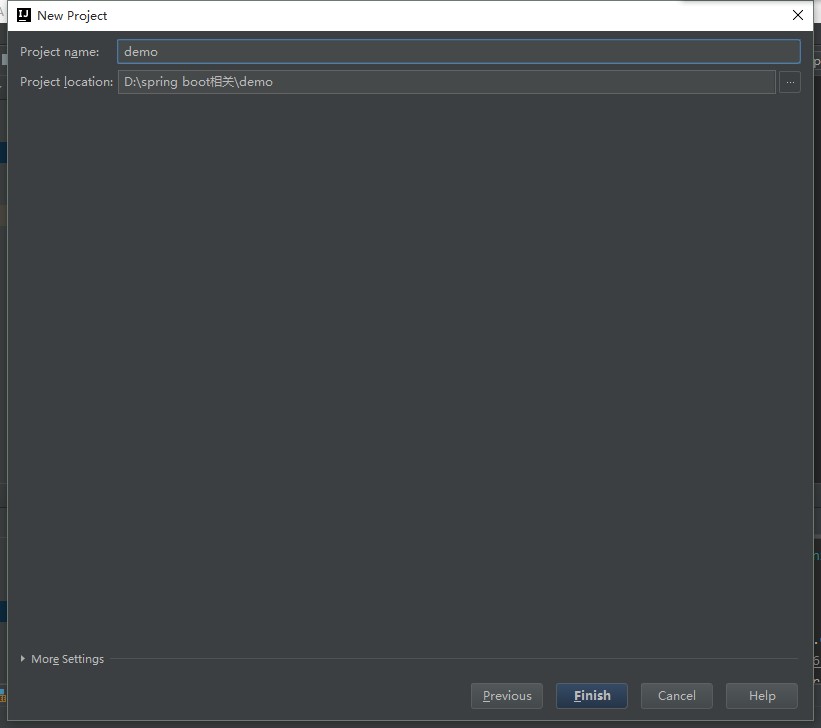 New Project
Project name: demo
Project location: D:\spring boot相关\demo ...
More Settings
Previous Finish Cancel Help